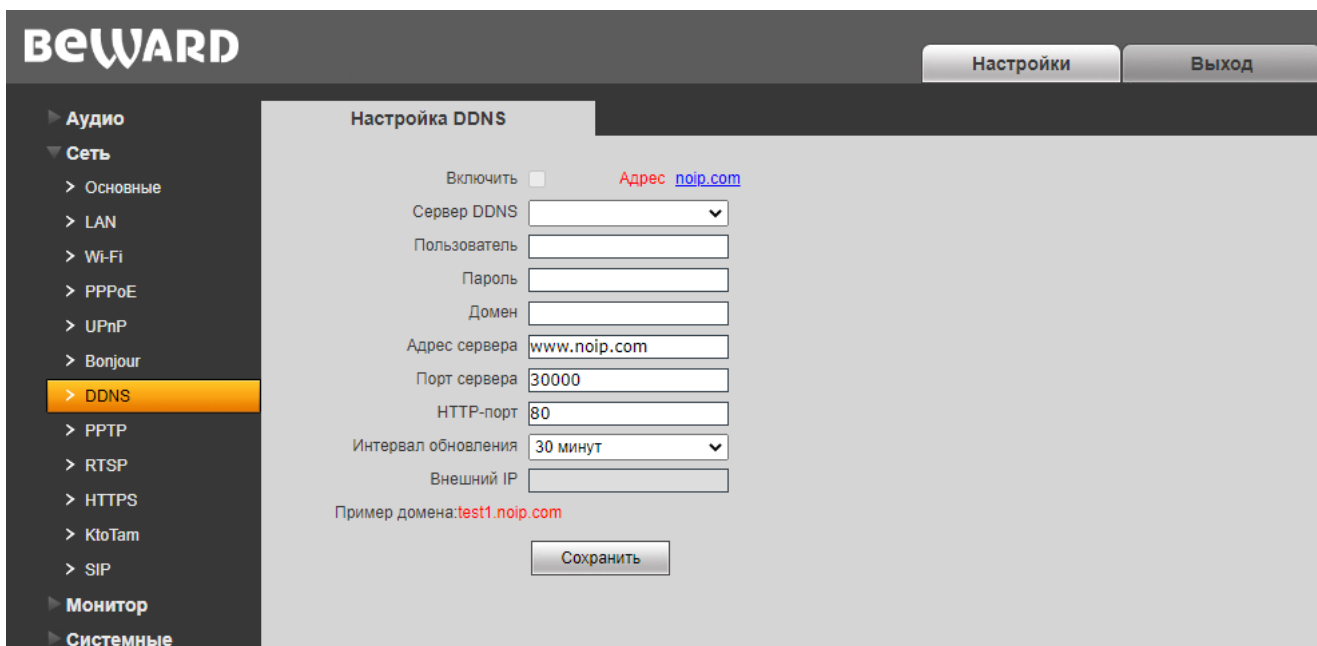 BEWARD
Настройки
Выход
Аудио
Сеть
> Основные
> LAN
> Wi-Fi
> PPPoE
> UPnP
> Bonjour
> DDNS
> PPTP
> RTSP
> HTTPS
> KtoTam
> SIP
Монитор
Системные
Настройка DDNS
Включить Адрес noip.com
Сервер DDNS
Пользователь
Пароль
Домен
Адрес сервера www.noip.com
Порт сервера 30000
HTTP-порт 80
Интервал обновления 30 минут
Внешний IP
Пример домена:test1.noip.com
Сохранить